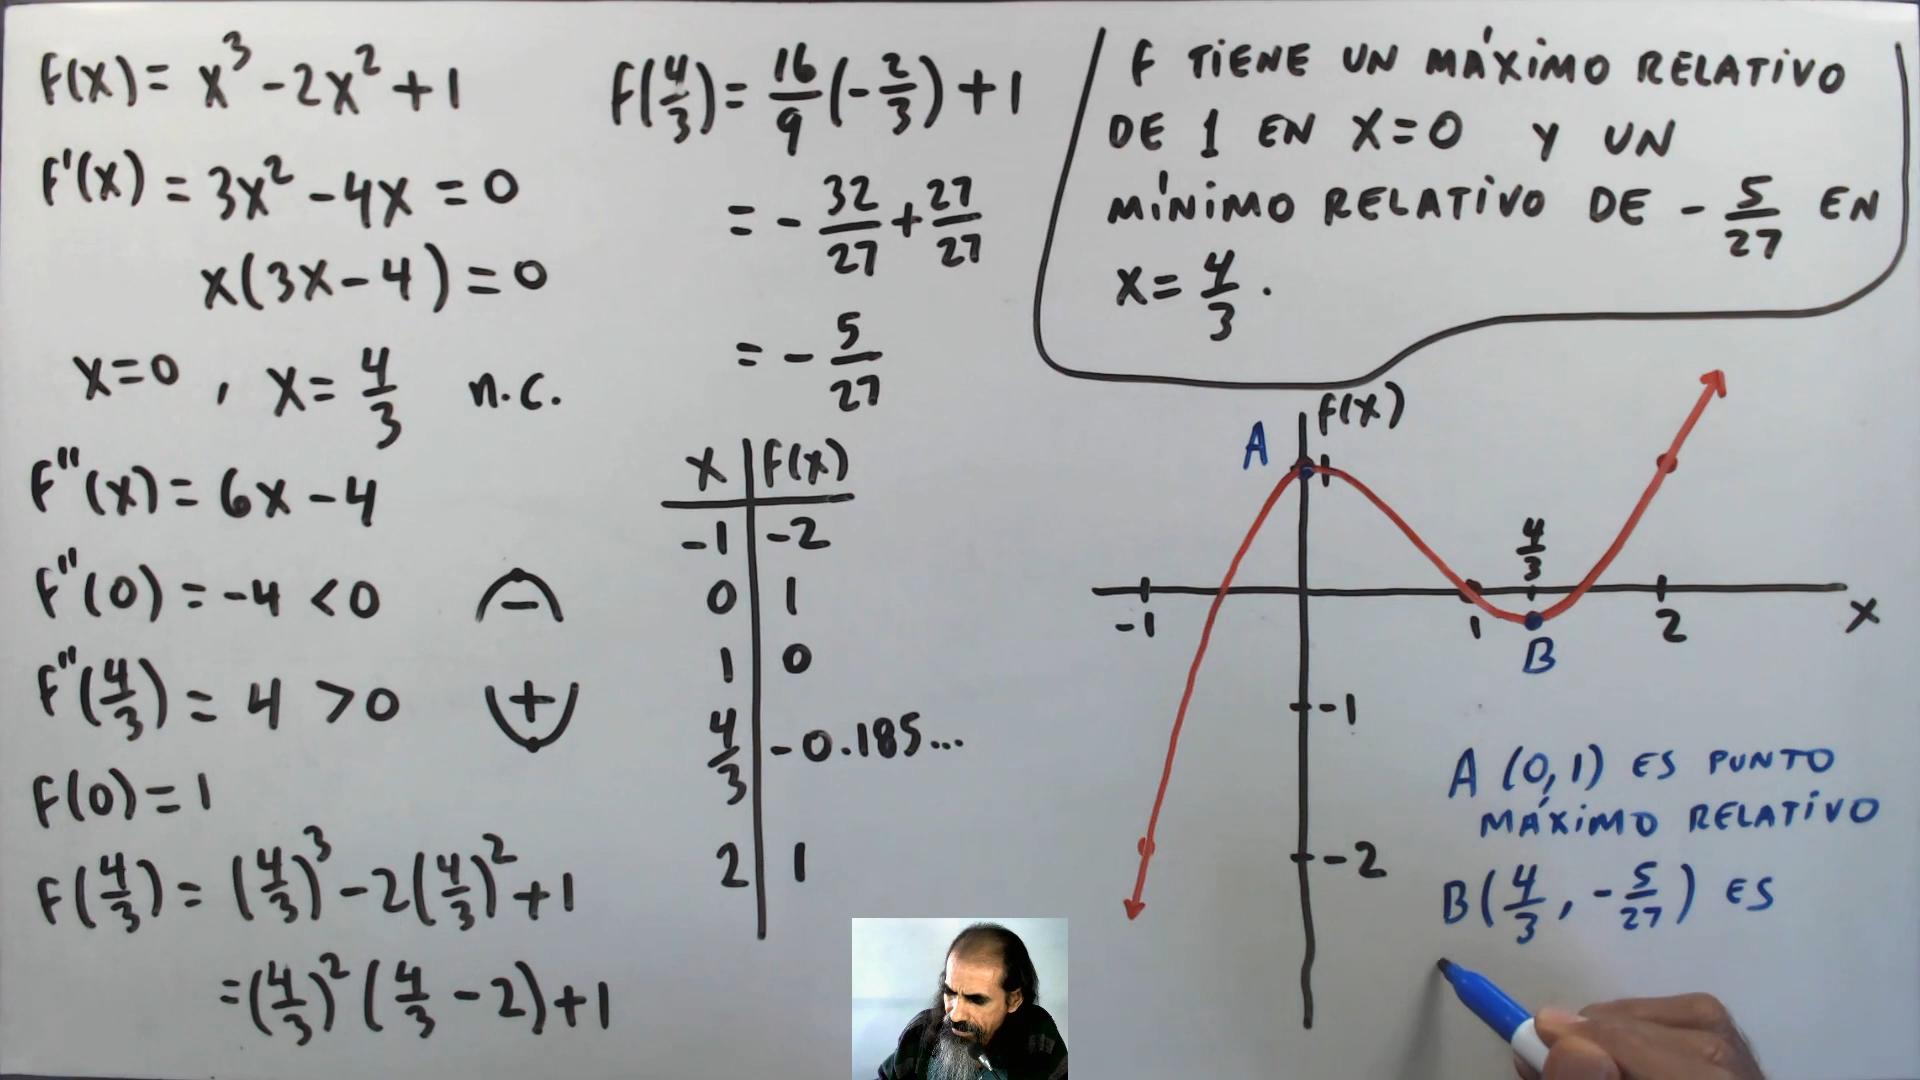 F(x) = x³ - 2x² + 1
F'(x) = 3x² - 4x = 0
x(3x - 4) = 0
x = 0 , x = 4/3 n.c.
F''(x) = 6x - 4
F''(0) = -4 < 0 -
F''(4/3) = 4 > 0 +
F(0) = 1
F(4/3) = (4/3)³ - 2(4/3)² + 1
= (4/3)² (4/3 - 2) + 1
F(4/3) = 16/9 (-2/3) + 1
= - 32/27 + 27/27
= - 5/27
x | F(x)
-1 | -2
0 | 1
1 | 0
4/3 | -0.185...
2 | 1
F TIENE UN MÁXIMO RELATIVO
DE 1 EN X=0 Y UN
MÍNIMO RELATIVO DE - 5/27 EN
X = 4/3 .
F(x)
A
1
4/3
-1
1
2
x
B
-1
-2
A (0,1) ES PUNTO
MÁXIMO RELATIVO
B(4/3, -5/27) ES